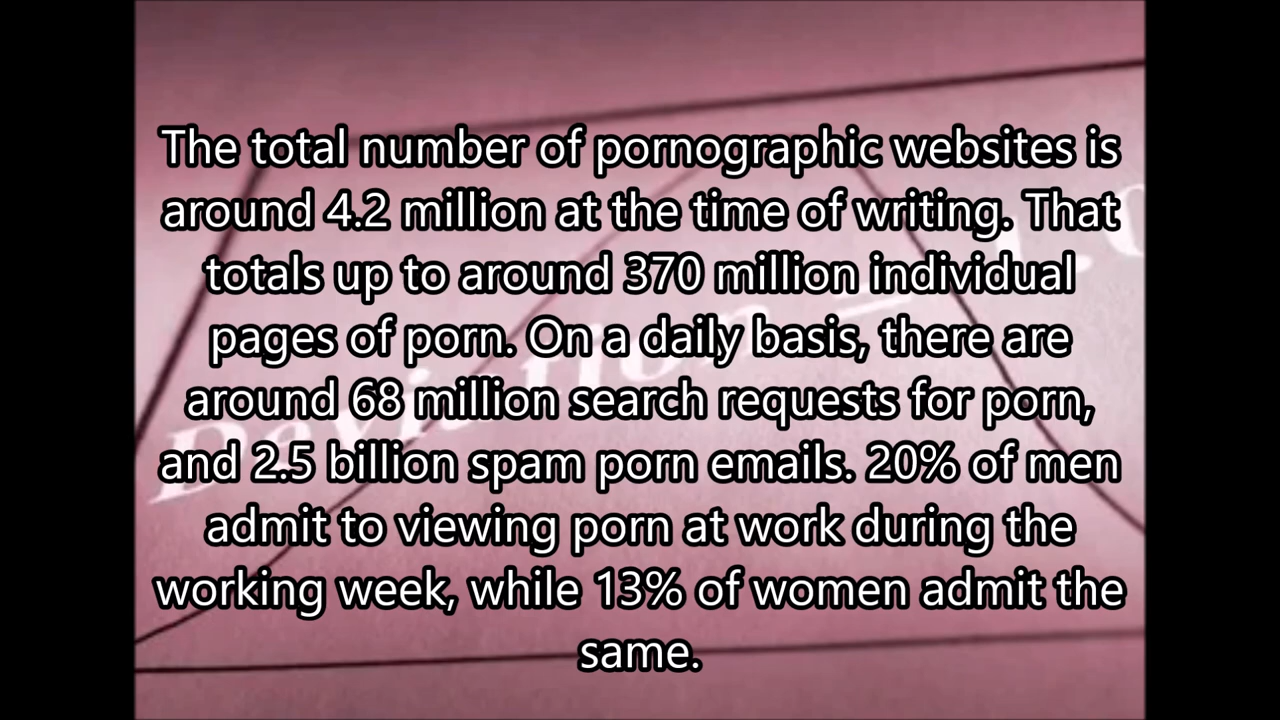 The total number of pornographic websites is
around 4.2 million at the time of writing. That
totals up to around 370 million individual
pages of porn. On a daily basis, there are
around 68 million search requests for porn,
and 2.5 billion spam porn emails. 20% of men
admit to viewing porn at work during the
working week, while 13% of women admit the
same.
Deviation